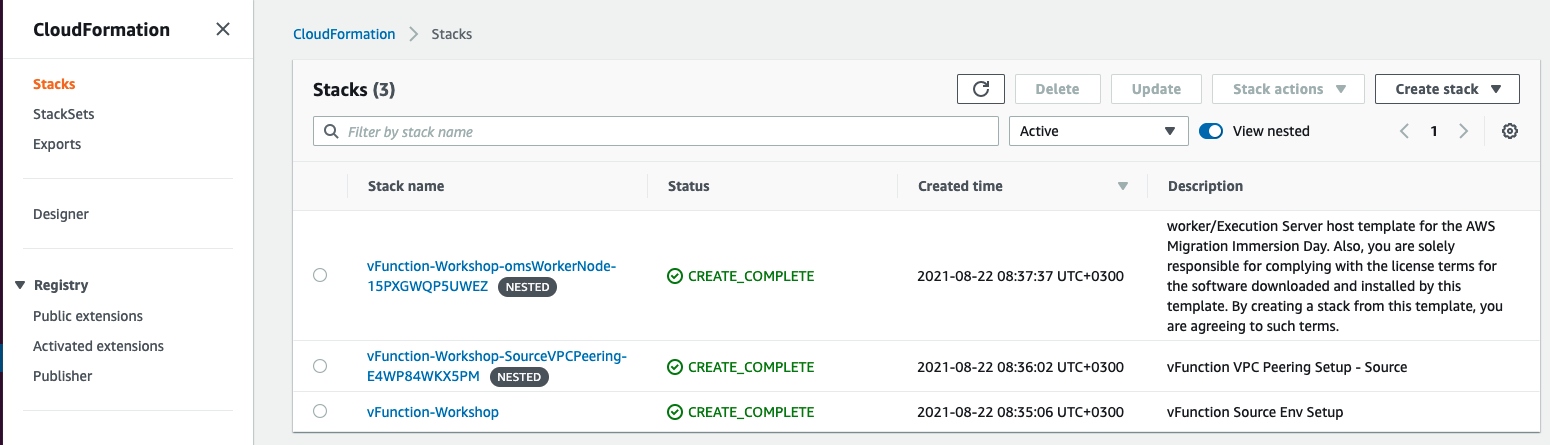 CloudFormation
Stacks
StackSets
Exports
Designer
Registry
Public extensions
Activated extensions
Publisher
CloudFormation > Stacks
Stacks (3)
Delete Update Stack actions Create stack
Filter by stack name Active View nested 1
Stack name Status Created time Description
vFunction-Workshop-omsWorkerNode-
15PXGWQP5UWEZ NESTED
CREATE_COMPLETE
2021-08-22 08:37:37 UTC+0300
worker/Execution Server host template for the AWS
Migration Immersion Day. Also, you are solely
responsible for complying with the license terms for
the software downloaded and installed by this
template. By creating a stack from this template, you
are agreeing to such terms.
vFunction-Workshop-SourceVPCPeering-
E4WP84WKX5PM NESTED
CREATE_COMPLETE
2021-08-22 08:36:02 UTC+0300
vFunction VPC Peering Setup - Source
vFunction-Workshop
CREATE_COMPLETE
2021-08-22 08:35:06 UTC+0300
vFunction Source Env Setup